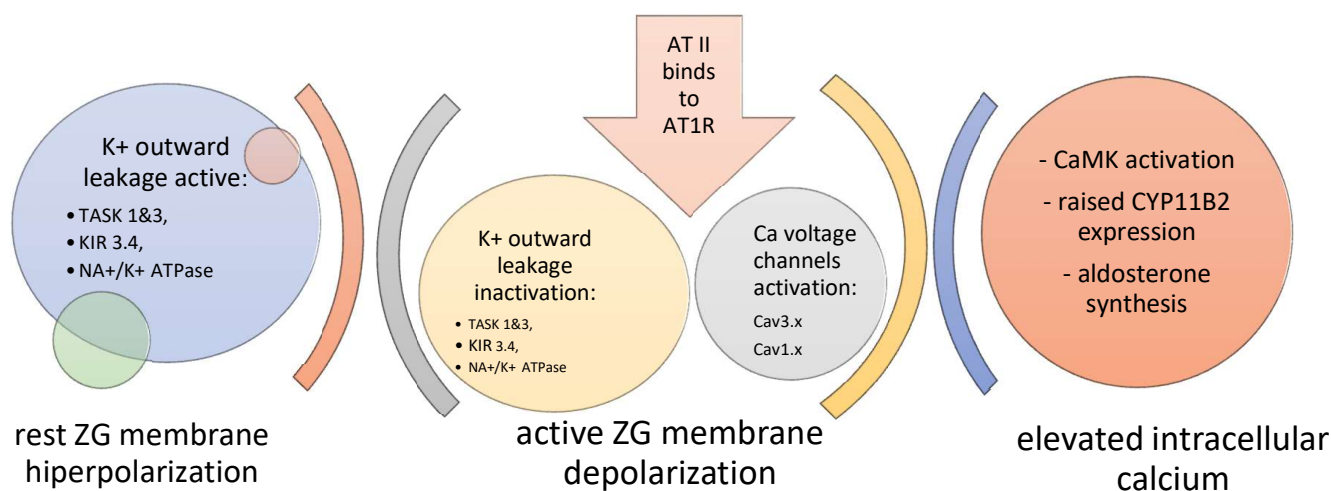 K+ outward
leakage active:
• TASK 1&3,
• KIR 3.4,
• NA+/K+ ATPase
rest ZG membrane
hiperpolarization
AT II
binds
to
AT1R
K+ outward
leakage
inactivation:
• TASK 1&3,
• KIR 3.4,
• NA+/K+ ATPase
Ca voltage
channels
activation:
Cav3.x
Cav1.x
active ZG membrane
depolarization
- CaMK activation
- raised CYP11B2
expression
- aldosterone
synthesis
elevated intracellular
calcium